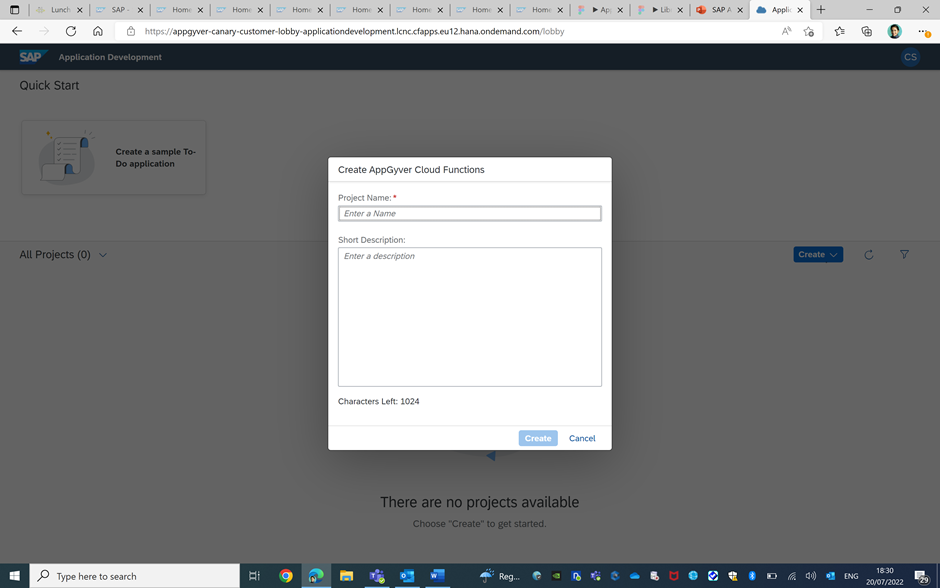 Lunch
SAP -
Home
Home
Home
Home
Home
Home
Home
SAP A
Applic
https://appgyver-canary-customer-lobby-applicationdevelopment.lcnc.cfapps.eu12.hana.ondemand.com/lobby
SAP
Application Development
CS
Quick Start
Create a sample To-
Do application
Create AppGyver Cloud Functions
Project Name: *
Enter a Name
Short Description:
Enter a description
Characters Left: 1024
Create
Cancel
All Projects (0)
Create
There are no projects available
Choose "Create" to get started.
Type here to search
Reg...
ENG
18:30
20/07/2022
29